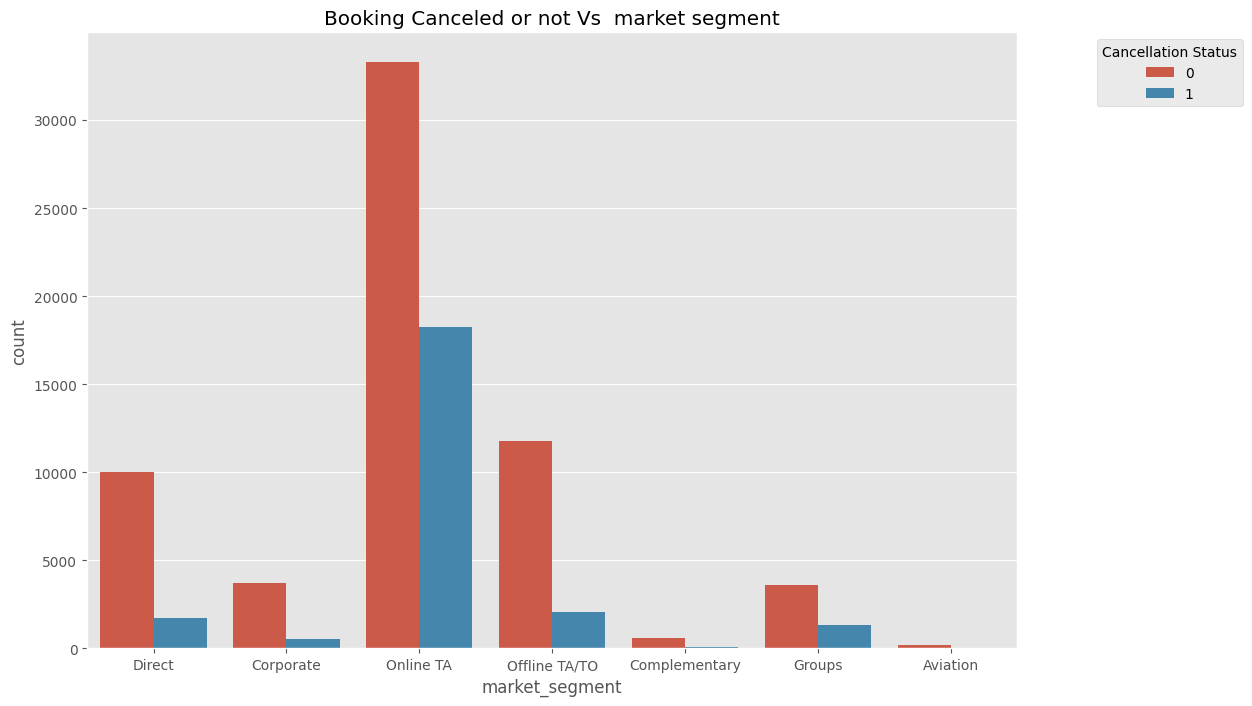 Booking Canceled or not Vs  market segment
Cancellation Status
0
1
30000
25000
20000
15000
10000
5000
0
count
Direct Corporate Online TA Offline TA/TO Complementary Groups Aviation
market_segment